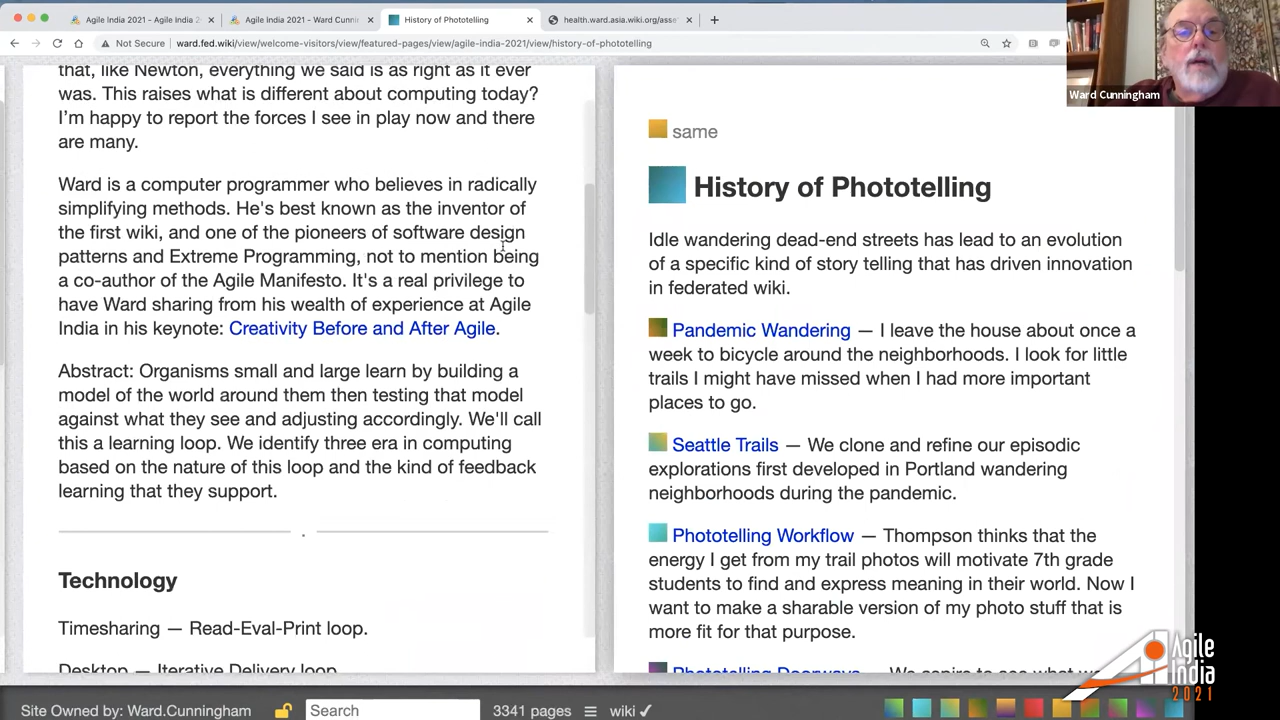 Agile India 2021 - Agile India 2
Agile India 2021 - Ward Cunnin
History of Phototelling
health.ward.asia.wiki.org/asse
Not Secure
ward.fed.wiki/view/welcome-visitors/view/featured-pages/view/agile-india-2021/view/history-of-phototelling
Ward Cunningham
that, like Newton, everything we said is as right as it ever
was. This raises what is different about computing today?
I'm happy to report the forces I see in play now and there
are many.
Ward is a computer programmer who believes in radically
simplifying methods. He's best known as the inventor of
the first wiki, and one of the pioneers of software design
patterns and Extreme Programming, not to mention being
a co-author of the Agile Manifesto. It's a real privilege to
have Ward sharing from his wealth of experience at Agile
India in his keynote: Creativity Before and After Agile.
Abstract: Organisms small and large learn by building a
model of the world around them then testing that model
against what they see and adjusting accordingly. We'll call
this a learning loop. We identify three era in computing
based on the nature of this loop and the kind of feedback
learning that they support.
Technology
Timesharing — Read-Eval-Print loop.
Desktop — Iterative Delivery loop
same
History of Phototelling
Idle wandering dead-end streets has lead to an evolution
of a specific kind of story telling that has driven innovation
in federated wiki.
Pandemic Wandering — I leave the house about once a
week to bicycle around the neighborhoods. I look for little
trails I might have missed when I had more important
places to go.
Seattle Trails — We clone and refine our episodic
explorations first developed in Portland wandering
neighborhoods during the pandemic.
Phototelling Workflow — Thompson thinks that the
energy I get from my trail photos will motivate 7th grade
students to find and express meaning in their world. Now I
want to make a sharable version of my photo stuff that is
more fit for that purpose.
Phototelling Doorways — We aspire to see what w
Agile
India
2021
Site Owned by: Ward.Cunningham
Search
3341 pages
wiki